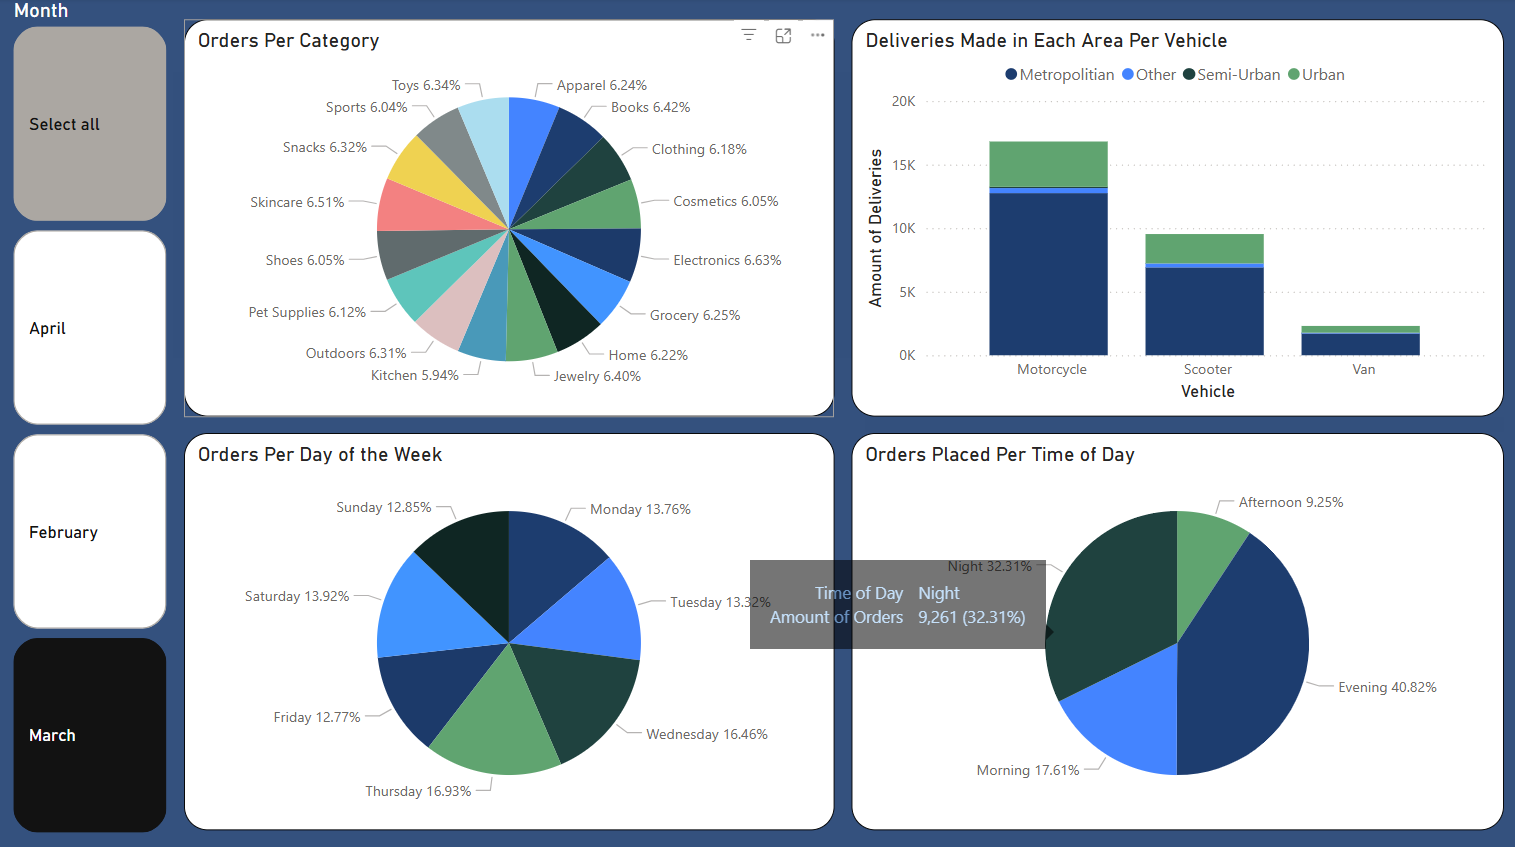 Month
Select all
April
February
March
Orders Per Category
Toys 6.34%
Apparel 6.24%
Sports 6.04%
Books 6.42%
Snacks 6.32%
Clothing 6.18%
Skincare 6.51%
Cosmetics 6.05%
Shoes 6.05%
Electronics 6.63%
Pet Supplies 6.12%
Grocery 6.25%
Outdoors 6.31%
Home 6.22%
Kitchen 5.94%
Jewelry 6.40%
Deliveries Made in Each Area Per Vehicle
Metropolitian Other Semi-Urban Urban
20K
15K
10K
5K
0K
Amount of Deliveries
Motorcycle Scooter Van
Vehicle
Orders Per Day of the Week
Sunday 12.85%
Monday 13.76%
Saturday 13.92%
Tuesday 13.32%
Friday 12.77%
Wednesday 16.46%
Thursday 16.93%
Orders Placed Per Time of Day
Afternoon 9.25%
Night 32.31%
Time of Day Night
Amount of Orders 9,261 (32.31%)
Evening 40.82%
Morning 17.61%